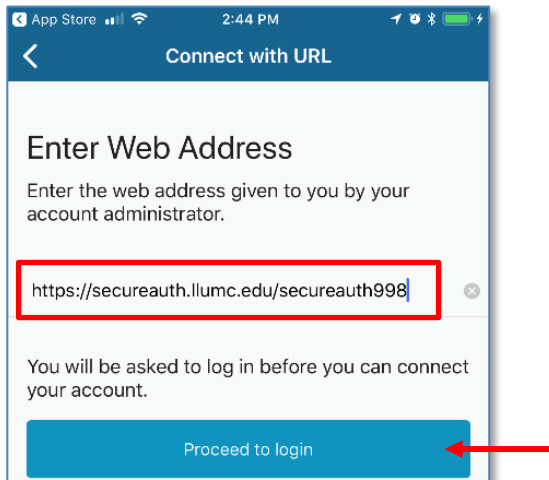 App Store 2:44 PM
Connect with URL
Enter Web Address
Enter the web address given to you by your
account administrator.
https://secureauth.llumc.edu/secureauth998
You will be asked to log in before you can connect
your account.
Proceed to login